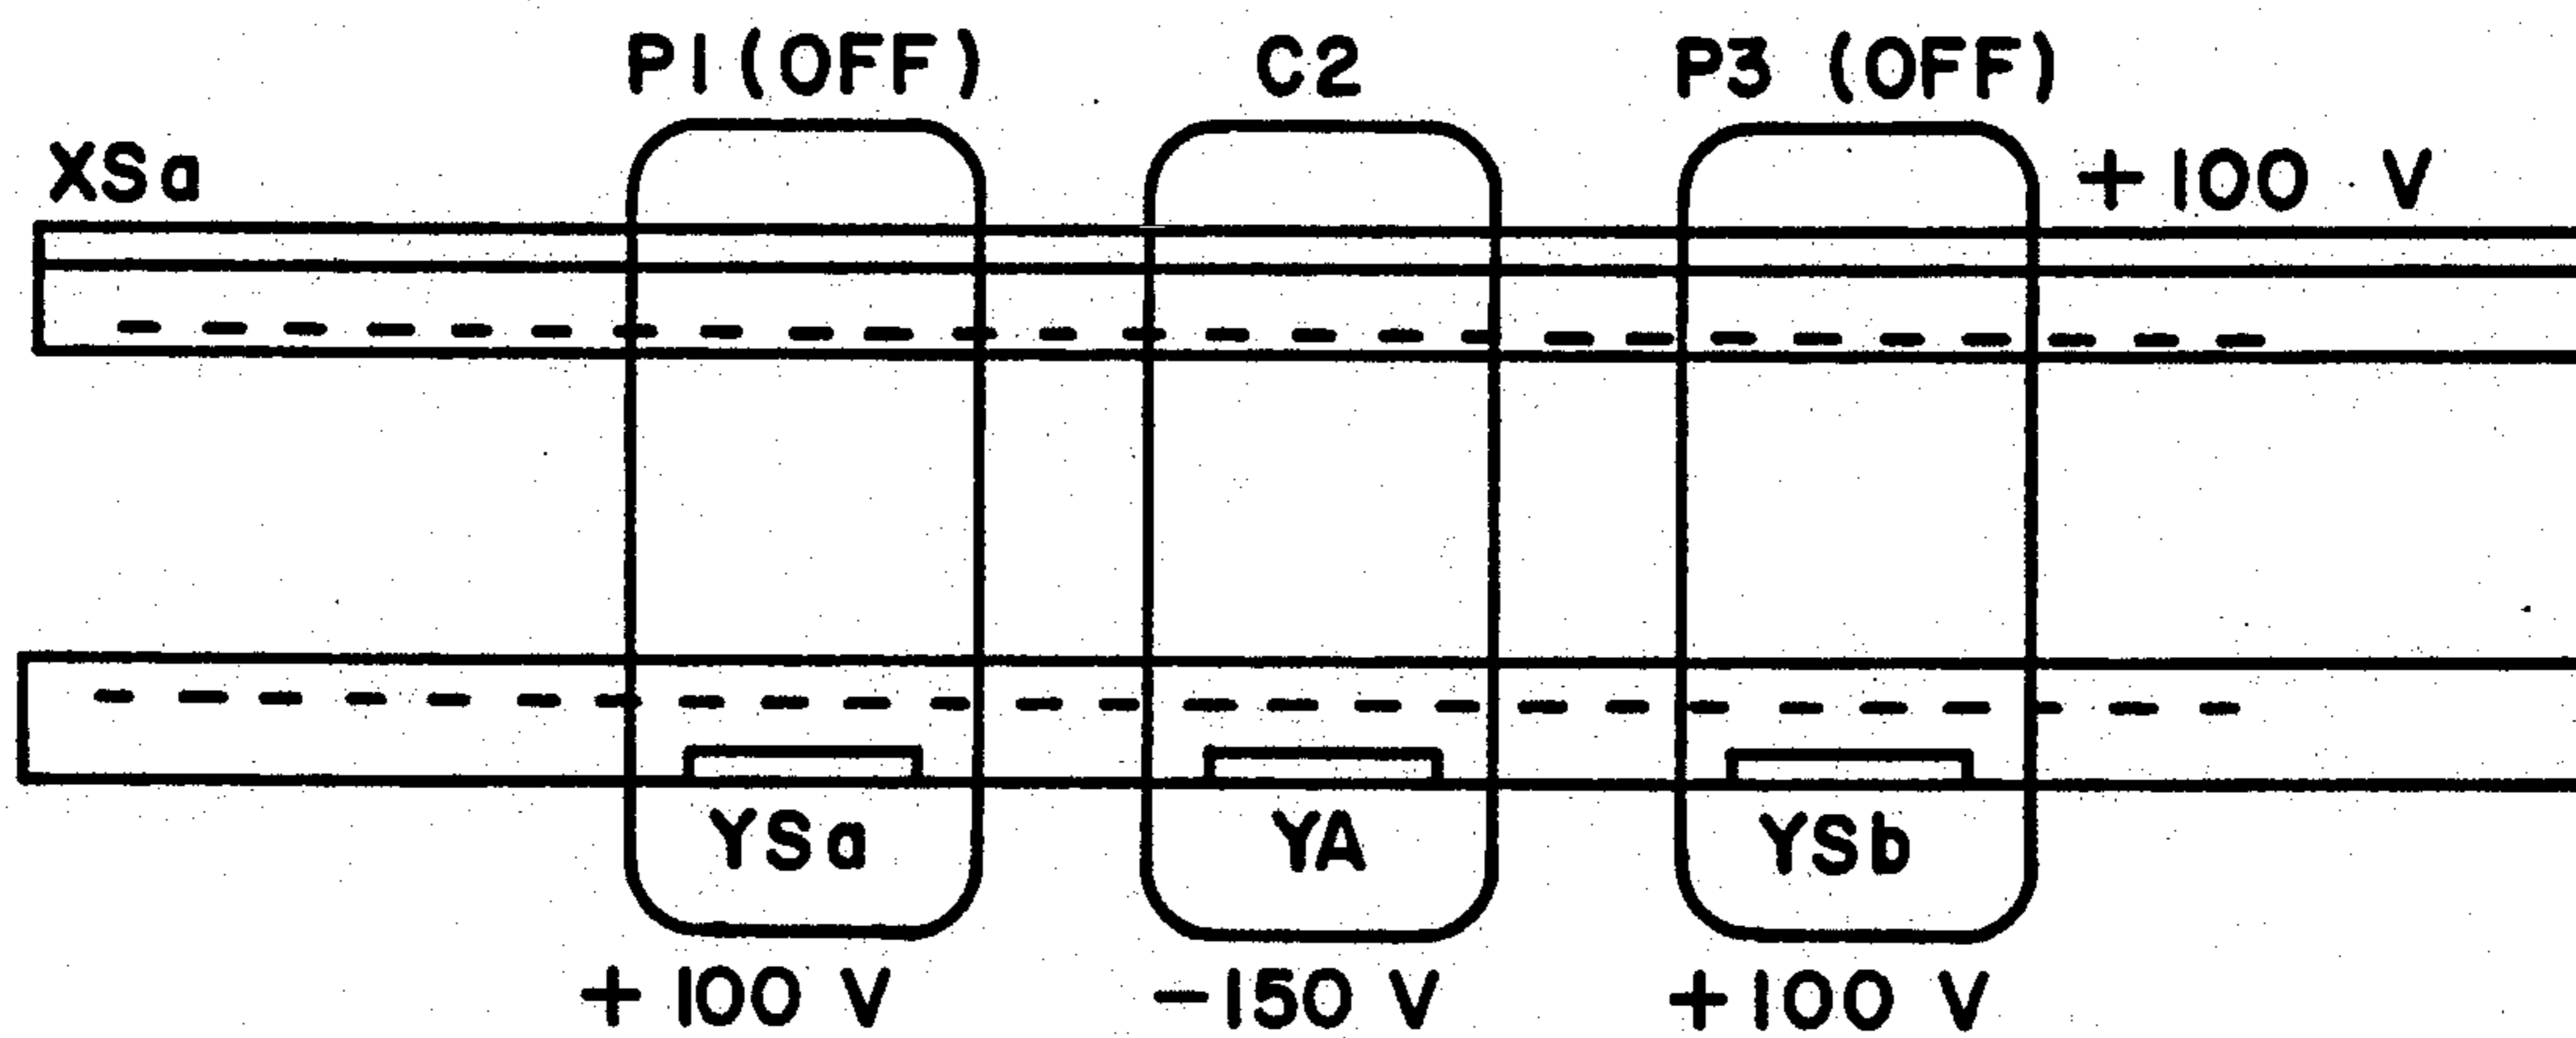 P1 (OFF) C2 P3 (OFF)
XSa +100 V
YSa YA YSb
+100 V -150 V +100 V